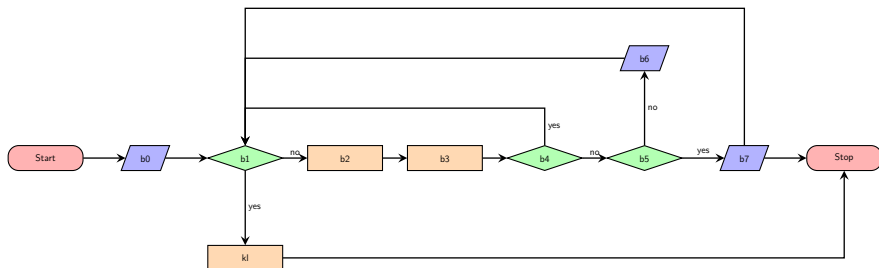 b6
yes
no
Start
b0
b1
no
b2
b3
b4
no
b5
yes
b7
Stop
yes
kl